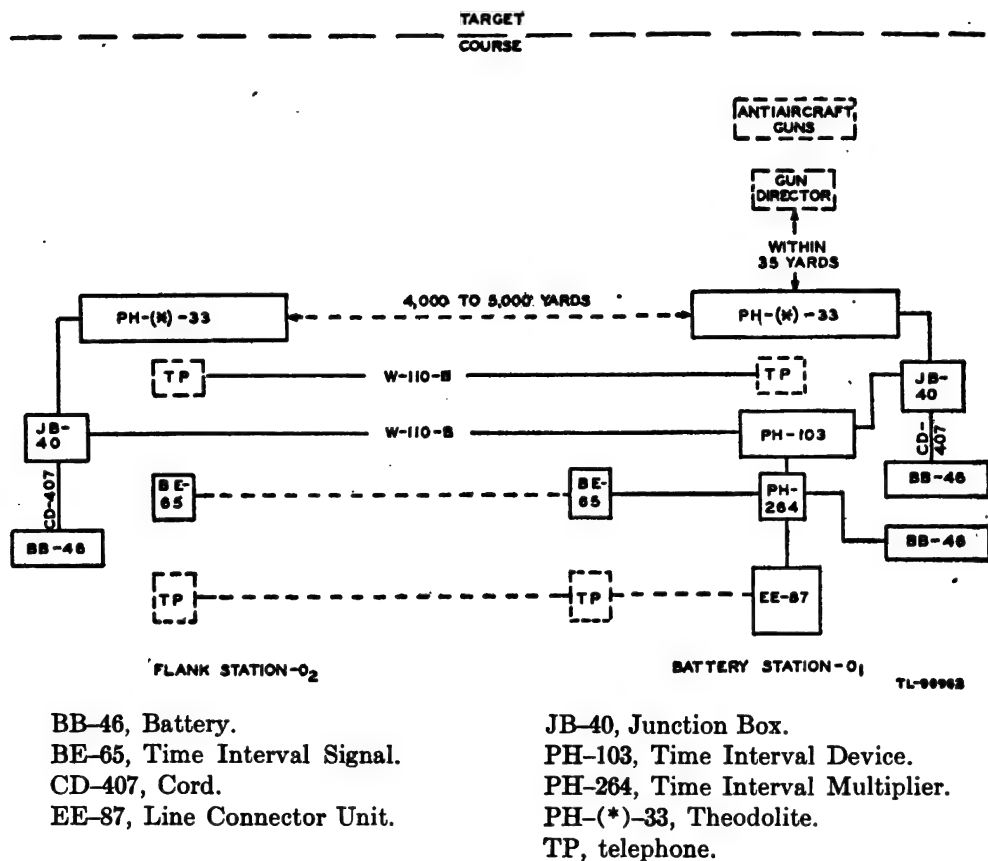 TARGET
COURSE
ANTIAIRCRAFT
GUNS
GUN
DIRECTOR
WITHIN
35 YARDS
4,000 TO 5,000 YARDS
PH-(*)-33
PH-(*)-33
TP
W-110-B
TP
JB-
40
JB-
40
W-110-B
PH-103
CD-407
CD-
407
BE-
65
BE-
65
PH-
264
BB-46
BB-46
BB-46
TP
TP
EE-87
FLANK STATION-O₂
BATTERY STATION-O₁
TL-90962
BB–46, Battery.
BE–65, Time Interval Signal.
CD–407, Cord.
EE–87, Line Connector Unit.
JB–40, Junction Box.
PH–103, Time Interval Device.
PH–264, Time Interval Multiplier.
PH–(*)–33, Theodolite.
TP, telephone.